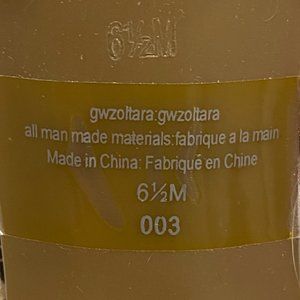 6½M
gwzoltara:gwzoltara
all man made materials:fabrique a la main
Made in China: Fabriqué en Chine
6½M
003